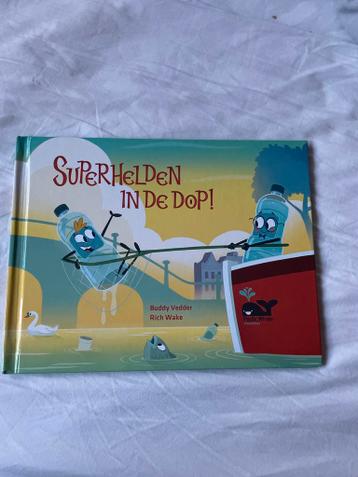 SUPERHELDEN
IN DE DOP!
Buddy Vedder
Rich Wake